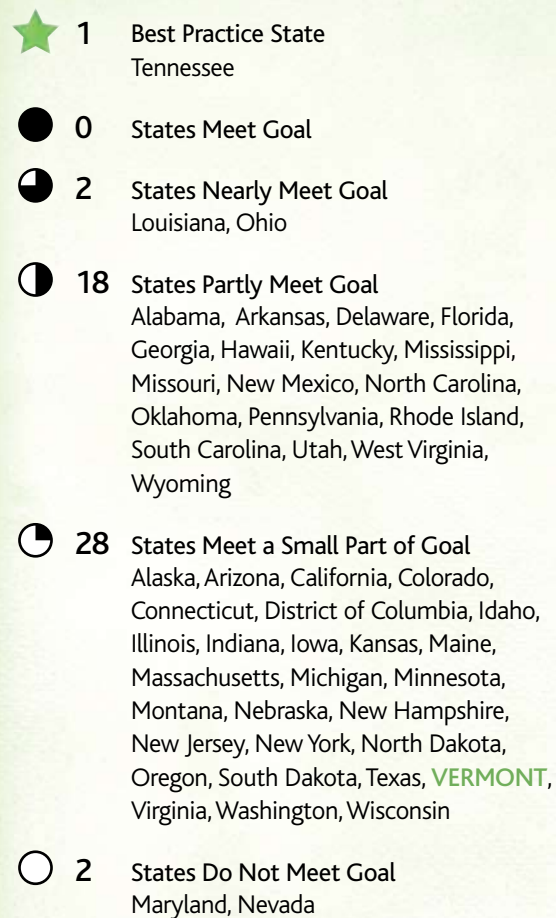 1 Best Practice State
Tennessee
0 States Meet Goal
2 States Nearly Meet Goal
Louisiana, Ohio
18 States Partly Meet Goal
Alabama, Arkansas, Delaware, Florida,
Georgia, Hawaii, Kentucky, Mississippi,
Missouri, New Mexico, North Carolina,
Oklahoma, Pennsylvania, Rhode Island,
South Carolina, Utah, West Virginia,
Wyoming
28 States Meet a Small Part of Goal
Alaska, Arizona, California, Colorado,
Connecticut, District of Columbia, Idaho,
Illinois, Indiana, Iowa, Kansas, Maine,
Massachusetts, Michigan, Minnesota,
Montana, Nebraska, New Hampshire,
New Jersey, New York, North Dakota,
Oregon, South Dakota, Texas, VERMONT,
Virginia, Washington, Wisconsin
2 States Do Not Meet Goal
Maryland, Nevada